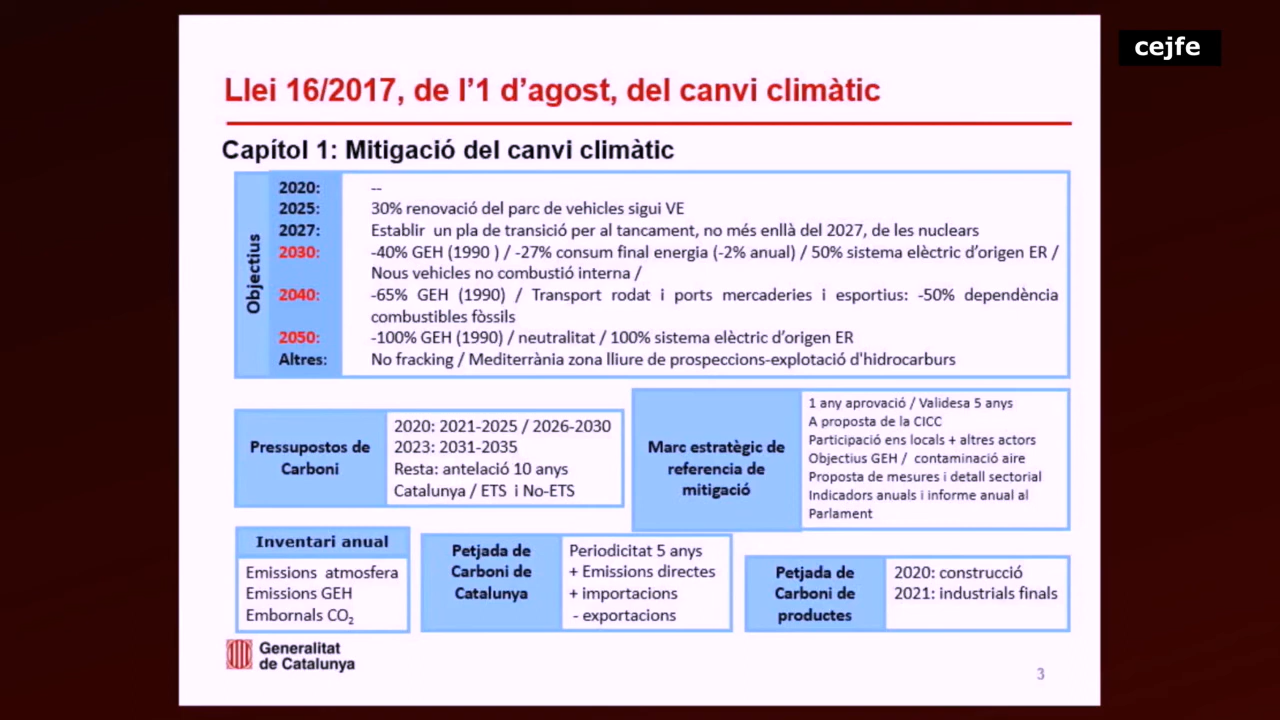 cejfe
Llei 16/2017, de l'1 d'agost, del canvi climàtic
Capítol 1: Mitigació del canvi climàtic
Objectius
2020: --
2025: 30% renovació del parc de vehicles sigui VE
2027: Establir un pla de transició per al tancament, no més enllà del 2027, de les nuclears
2030: -40% GEH (1990 ) / -27% consum final energia (-2% anual) / 50% sistema elèctric d'origen ER /
Nous vehicles no combustió interna /
2040: -65% GEH (1990) / Transport rodat i ports mercaderies i esportius: -50% dependència
combustibles fòssils
2050: -100% GEH (1990) / neutralitat / 100% sistema elèctric d'origen ER
Altres: No fracking / Mediterrània zona lliure de prospeccions-explotació d'hidrocarburs
Pressupostos de
Carboni
2020: 2021-2025 / 2026-2030
2023: 2031-2035
Resta: antelació 10 anys
Catalunya / ETS i No-ETS
Marc estratègic de
referencia de
mitigació
1 any aprovació / Validesa 5 anys
A proposta de la CICC
Participació ens locals + altres actors
Objectius GEH / contaminació aire
Proposta de mesures i detall sectorial
Indicadors anuals i informe anual al
Parlament
Inventari anual
Emissions atmosfera
Emissions GEH
Embornals CO₂
Petjada de
Carboni de
Catalunya
Periodicitat 5 anys
+ Emissions directes
+ importacions
- exportacions
Petjada de
Carboni de
productes
2020: construcció
2021: industrials finals
Generalitat
de Catalunya
3